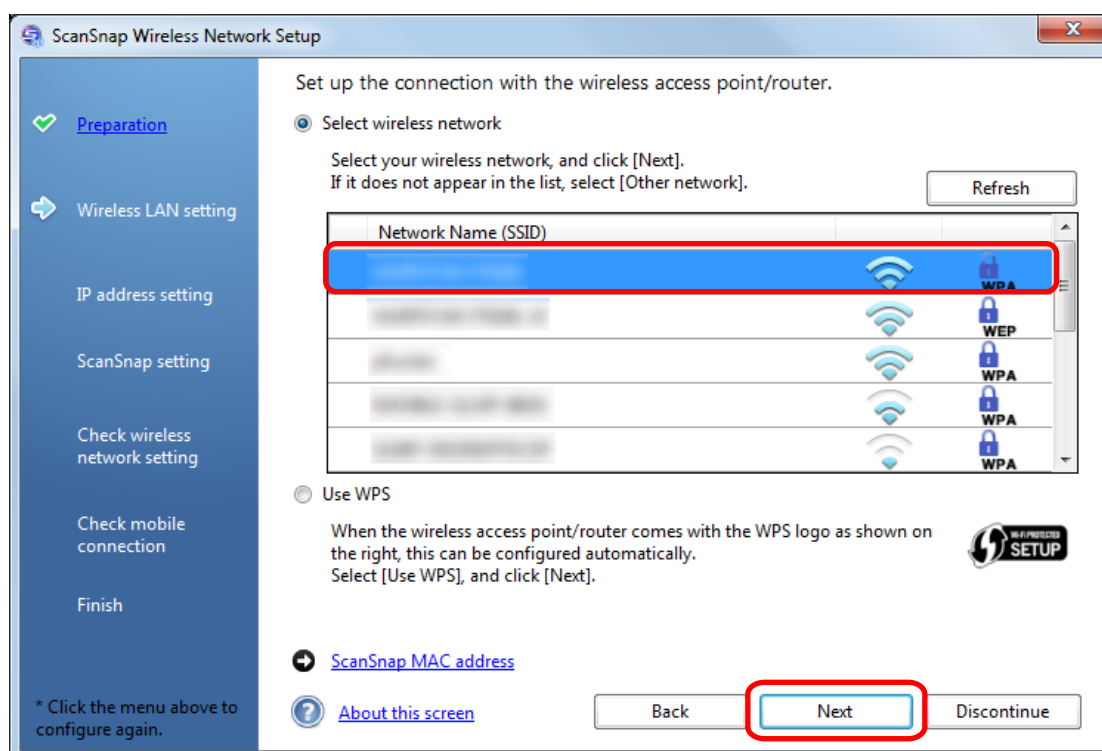 ScanSnap Wireless Network Setup
Set up the connection with the wireless access point/router.
Preparation
Wireless LAN setting
IP address setting
ScanSnap setting
Check wireless
network setting
Check mobile
connection
Finish
* Click the menu above to
configure again.
Select wireless network
Select your wireless network, and click [Next].
If it does not appear in the list, select [Other network].
Refresh
Network Name (SSID)
WPA
WEP
WPA
WPA
WPA
Use WPS
When the wireless access point/router comes with the WPS logo as shown on
the right, this can be configured automatically.
Select [Use WPS], and click [Next].
WI-FI PROTECTED
SETUP
ScanSnap MAC address
About this screen
Back
Next
Discontinue